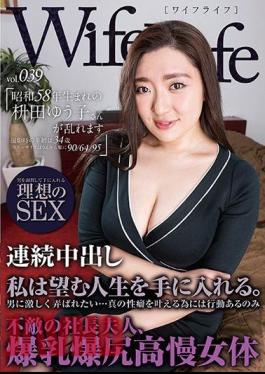 Wife Life
[ワイフライフ]
vol.039
「昭和58年生まれの
枡田ゆう子さん
が乱れます
34歳
90/64/95
理想の
SEX
連続中出し
私は望む人生を手に入れる。
男に激しく弄ばれたい…真の性癖を叶える為には行動あるのみ
不敵の社長夫人、
爆乳爆尻高慢女体